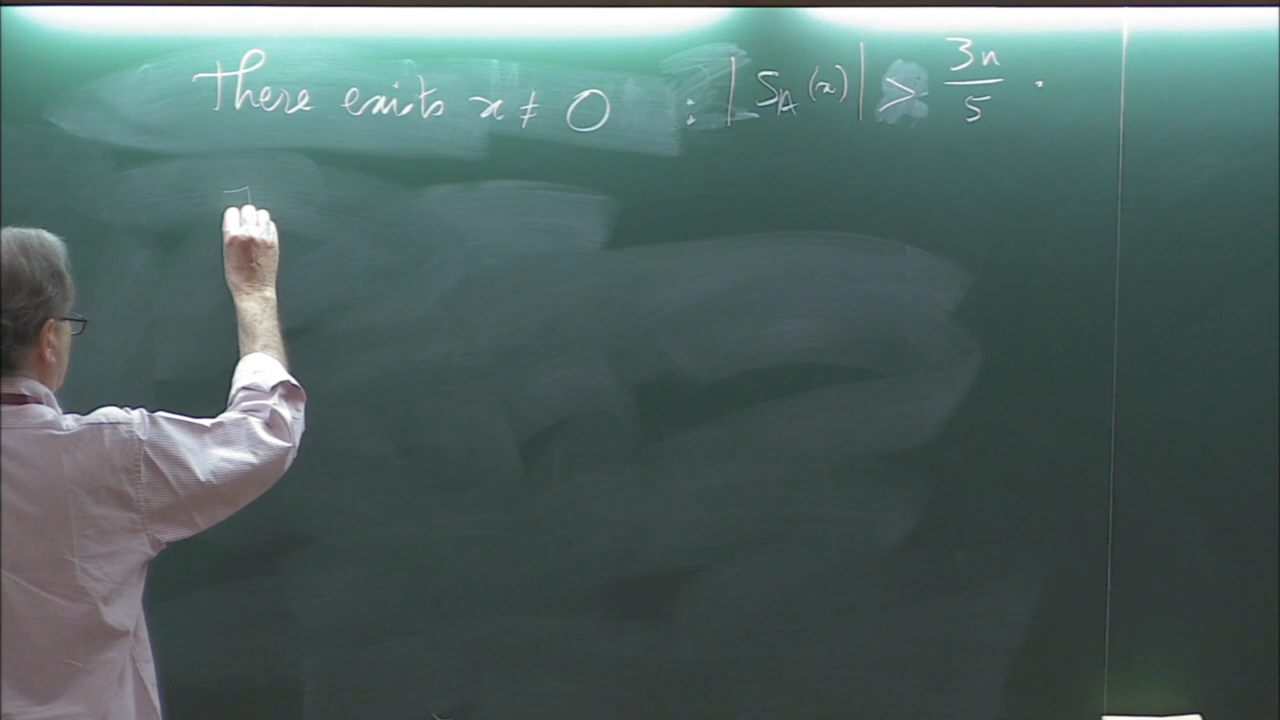 There exists x ≠ 0 : |S_A(x)| > 3n/5 .